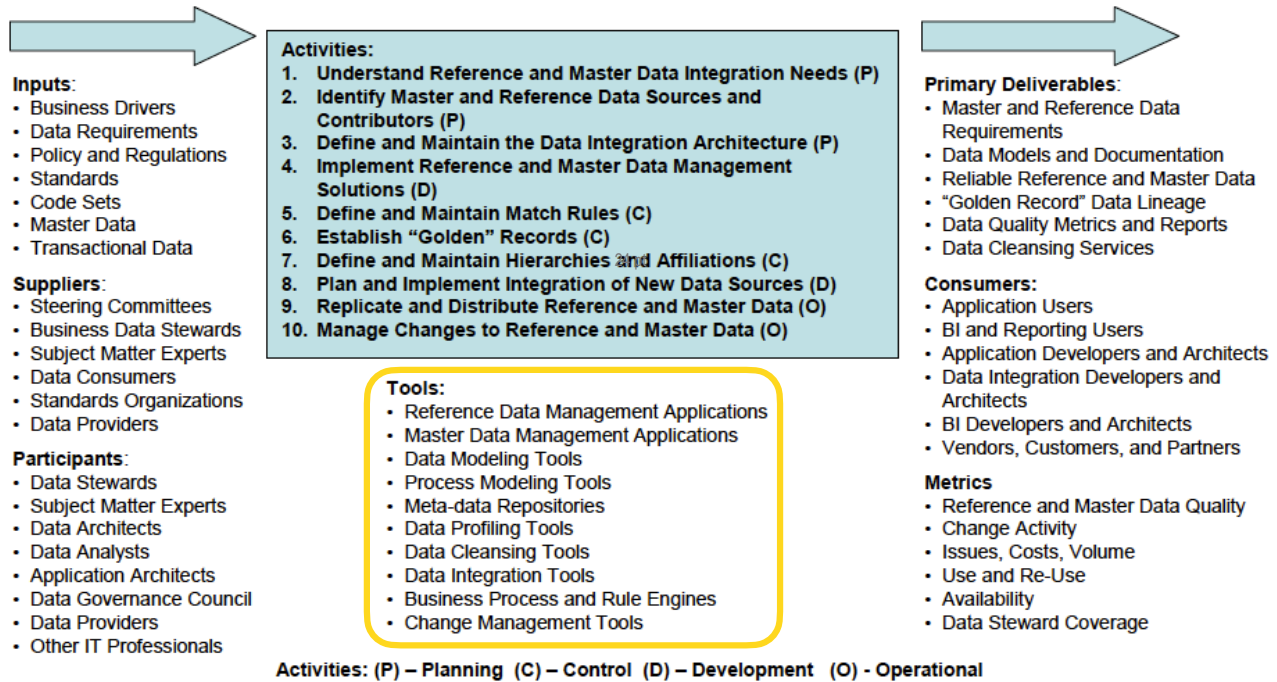 Inputs:
• Business Drivers
• Data Requirements
• Policy and Regulations
• Standards
• Code Sets
• Master Data
• Transactional Data
Suppliers:
• Steering Committees
• Business Data Stewards
• Subject Matter Experts
• Data Consumers
• Standards Organizations
• Data Providers
Participants:
• Data Stewards
• Subject Matter Experts
• Data Architects
• Data Analysts
• Application Architects
• Data Governance Council
• Data Providers
• Other IT Professionals
Activities:
1. Understand Reference and Master Data Integration Needs (P)
2. Identify Master and Reference Data Sources and
Contributors (P)
3. Define and Maintain the Data Integration Architecture (P)
4. Implement Reference and Master Data Management
Solutions (D)
5. Define and Maintain Match Rules (C)
6. Establish “Golden” Records (C)
7. Define and Maintain Hierarchies and Affiliations (C)
8. Plan and Implement Integration of New Data Sources (D)
9. Replicate and Distribute Reference and Master Data (O)
10. Manage Changes to Reference and Master Data (O)
Tools:
• Reference Data Management Applications
• Master Data Management Applications
• Data Modeling Tools
• Process Modeling Tools
• Meta-data Repositories
• Data Profiling Tools
• Data Cleansing Tools
• Data Integration Tools
• Business Process and Rule Engines
• Change Management Tools
Primary Deliverables:
• Master and Reference Data
Requirements
• Data Models and Documentation
• Reliable Reference and Master Data
• “Golden Record” Data Lineage
• Data Quality Metrics and Reports
• Data Cleansing Services
Consumers:
• Application Users
• BI and Reporting Users
• Application Developers and Architects
• Data Integration Developers and
Architects
• BI Developers and Architects
• Vendors, Customers, and Partners
Metrics
• Reference and Master Data Quality
• Change Activity
• Issues, Costs, Volume
• Use and Re-Use
• Availability
• Data Steward Coverage
Activities: (P) – Planning (C) – Control (D) – Development (O) - Operational